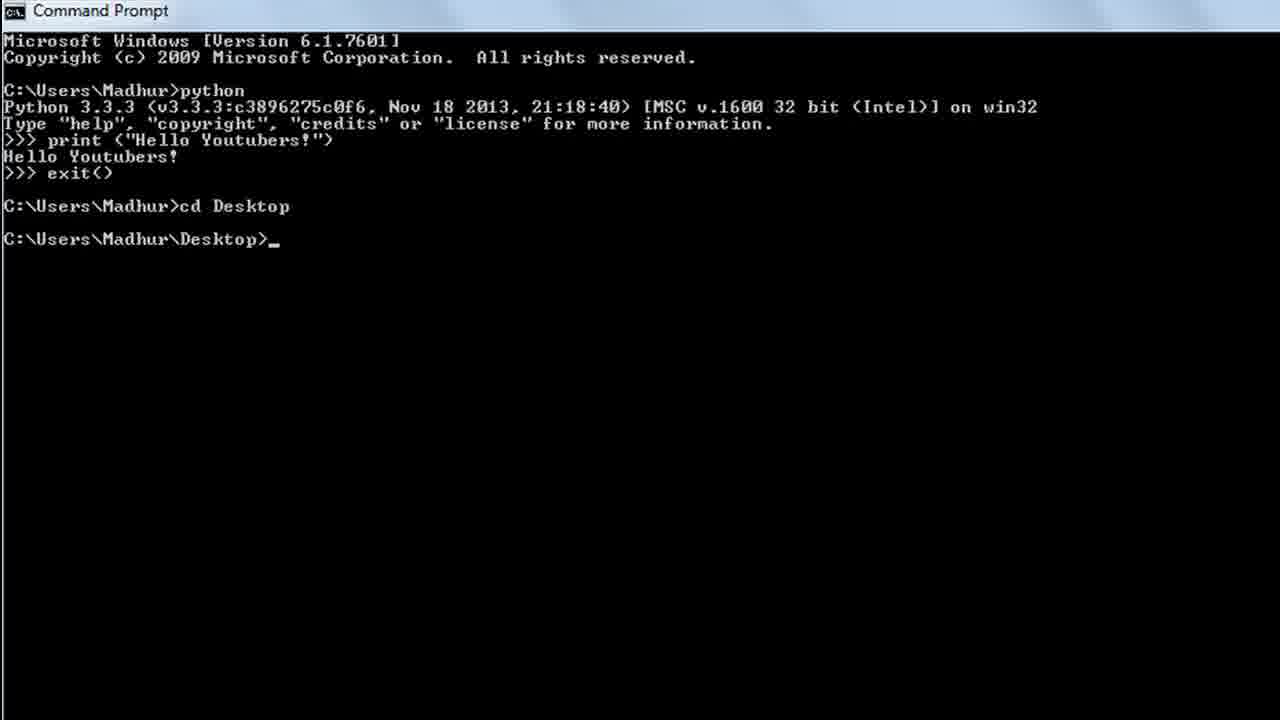 Command Prompt
Microsoft Windows [Version 6.1.7601]
Copyright (c) 2009 Microsoft Corporation.  All rights reserved.
C:\Users\Madhur>python
Python 3.3.3 (v3.3.3:c3896275c0f6, Nov 18 2013, 21:18:40) [MSC v.1600 32 bit (Intel)] on win32
Type "help", "copyright", "credits" or "license" for more information.
>>> print ("Hello Youtubers!")
Hello Youtubers!
>>> exit()
C:\Users\Madhur>cd Desktop
C:\Users\Madhur\Desktop>_